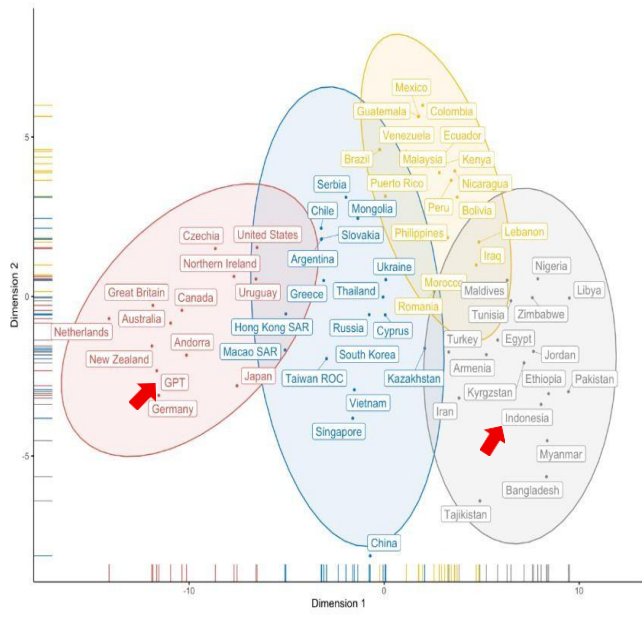 Mexico
Guatemala
Colombia
Venezuela
Ecuador
5
Brazil
Malaysia
Kenya
Serbia
Puerto Rico
Nicaragua
Chile
Mongolia
Peru
Bolivia
Czechia
United States
Slovakia
Philippines
Lebanon
Argentina
Iraq
Northern Ireland
Ukraine
Morocco
Nigeria
Dimension 2
Great Britain
Canada
Uruguay
Greece
Thailand
Maldives
Libya
0
Romania
Netherlands
Australia
Hong Kong SAR
Russia
Cyprus
Tunisia
Zimbabwe
Andorra
Macao SAR
South Korea
Turkey
Egypt
New Zealand
Armenia
Jordan
GPT
Japan
Taiwan ROC
Kazakhstan
Kyrgzstan
Ethiopia
Pakistan
Germany
Vietnam
Iran
Indonesia
Singapore
-5
Myanmar
Bangladesh
Tajikistan
China
-10
0
10
Dimension 1